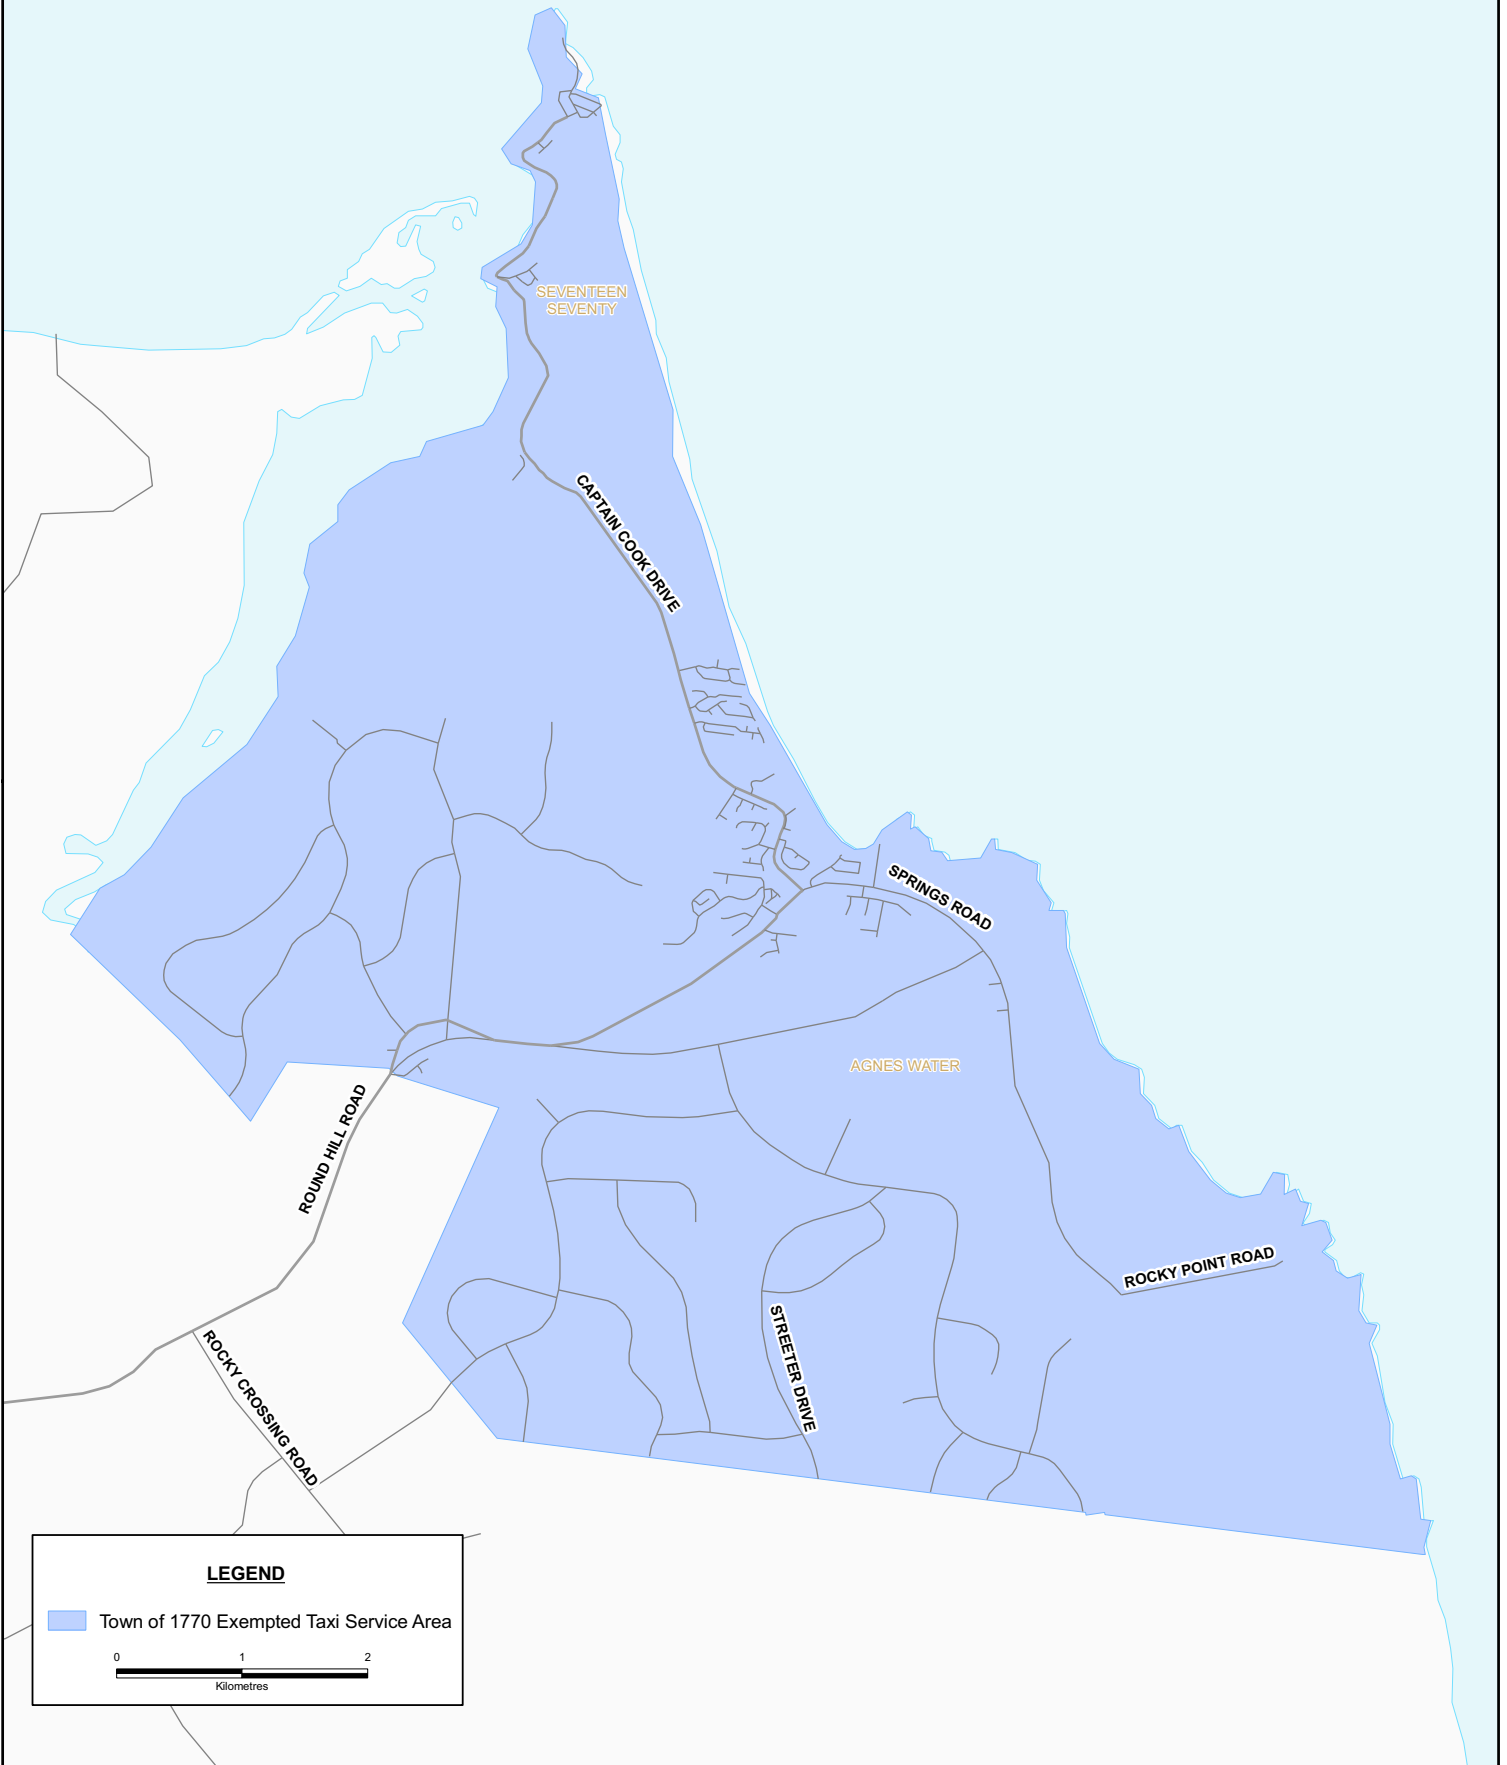 SEVENTEEN
SEVENTY
CAPTAIN COOK DRIVE
SPRINGS ROAD
AGNES WATER
ROUND HILL ROAD
ROCKY POINT ROAD
STREETER DRIVE
ROCKY CROSSING ROAD
LEGEND
Town of 1770 Exempted Taxi Service Area
0 1 2
Kilometres